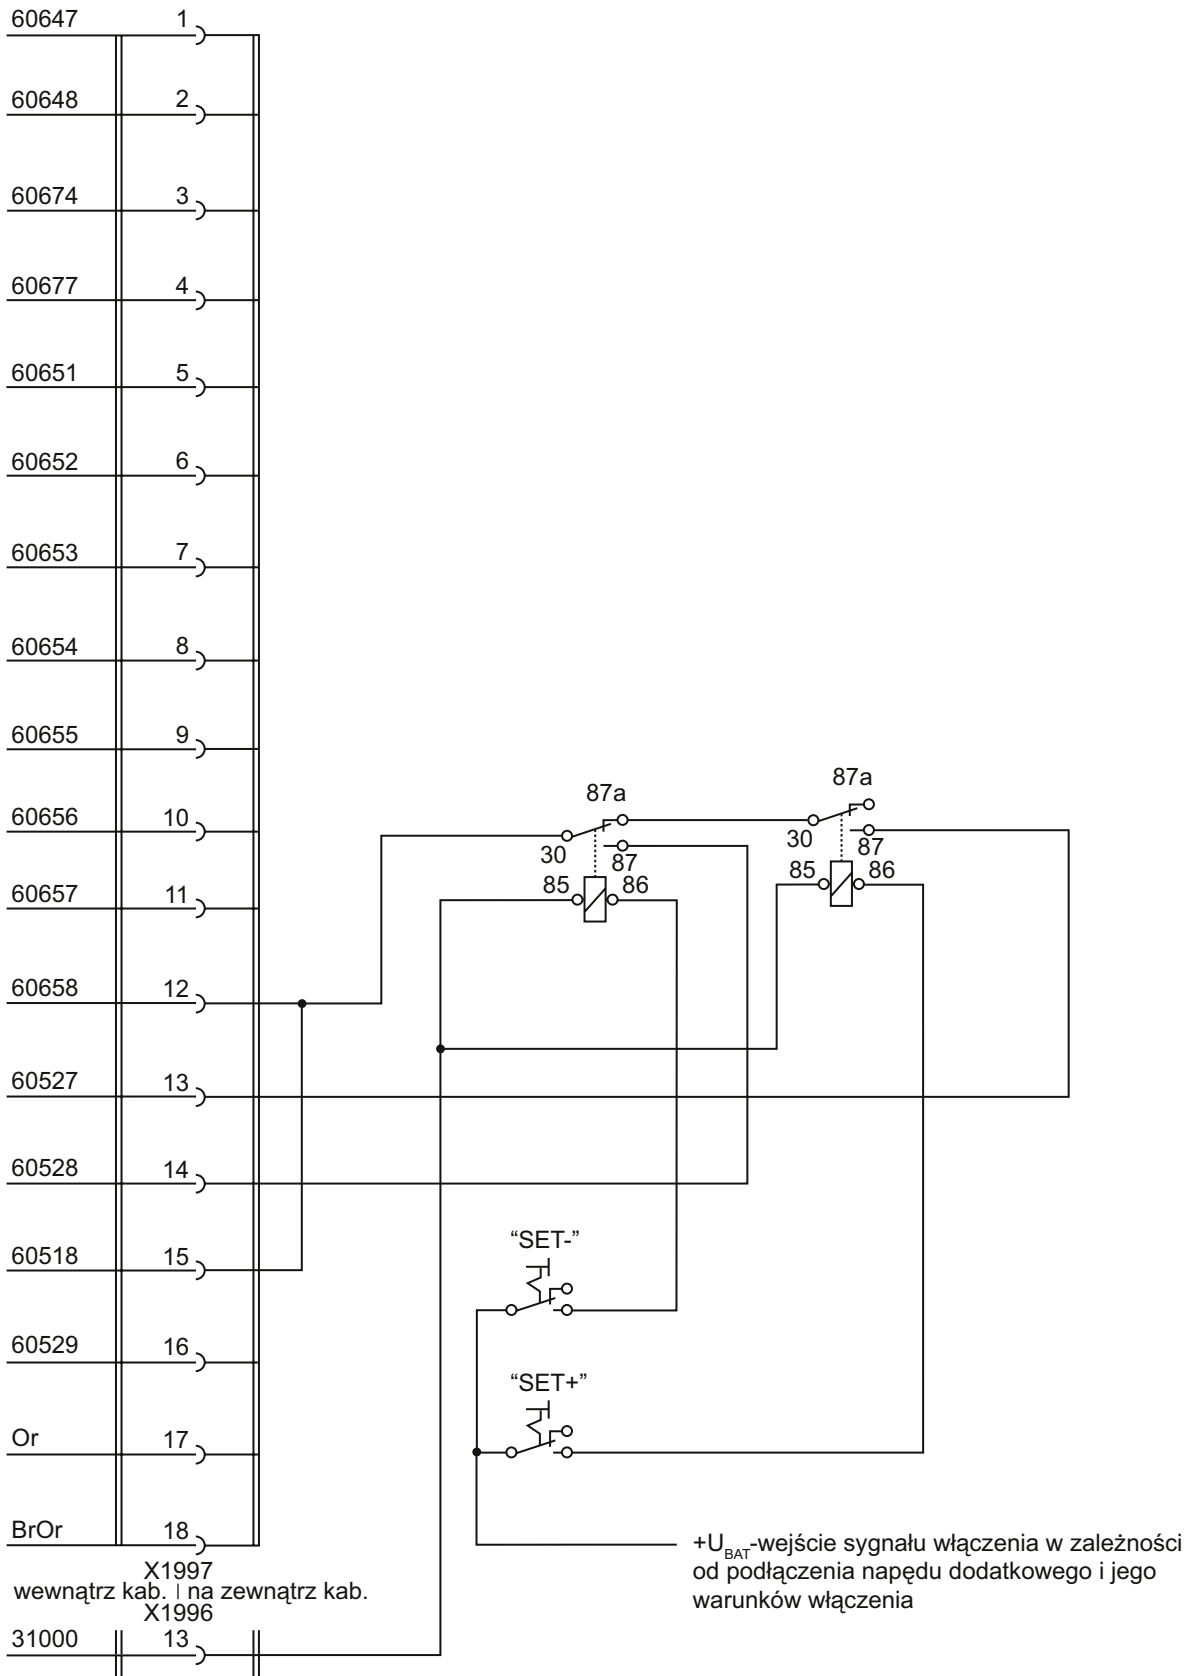 60647 1
60648 2
60674 3
60677 4
60651 5
60652 6
60653 7
60654 8
60655 9
87a
87a
60656 10
30
87
30
87
85
86
85
86
60657 11
60658 12
60527 13
60528 14
“SET-”
60518 15
60529 16
“SET+”
Or 17
BrOr 18
+UBAT-wejście sygnału włączenia w zależności
od podłączenia napędu dodatkowego i jego
warunków włączenia
X1997
wewnątrz kab. | na zewnątrz kab.
X1996
31000 13